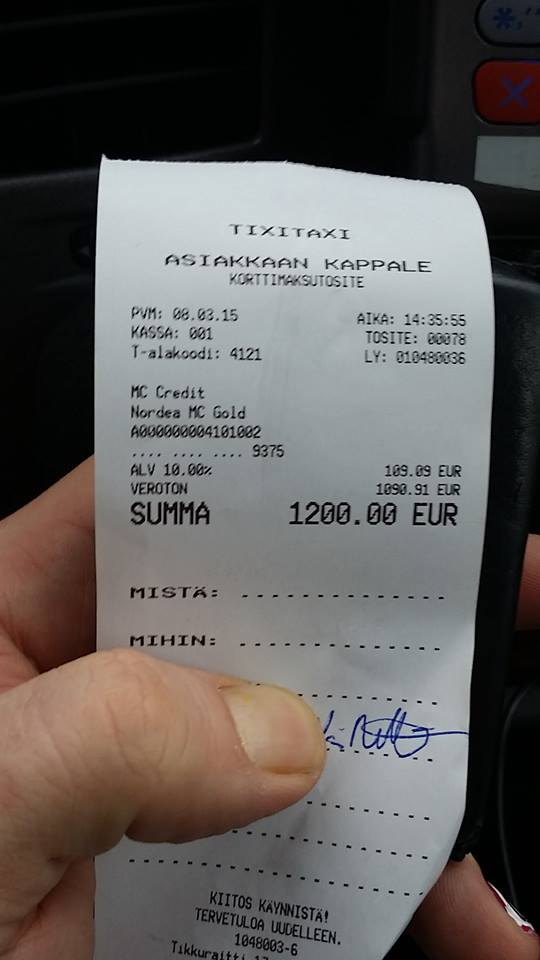 TIXITAXI
ASIAKKAAN KAPPALE
KORTTIMAKSUTOSITE
PVM: 08.03.15 AIKA: 14:35:55
KASSA: 001 TOSITE: 00078
T-alakoodi: 4121 LY: 010480036
MC Credit
Nordea MC Gold
A000000004101002
.... .... .... 9375
ALV 10.00% 109.09 EUR
VEROTON 1090.91 EUR
SUMMA 1200.00 EUR
MISTÄ: ..................
MIHIN: ..................
KIITOS KÄYNNISTÄ!
TERVETULOA UUDELLEEN.
1048003-6
Tikkuraitti